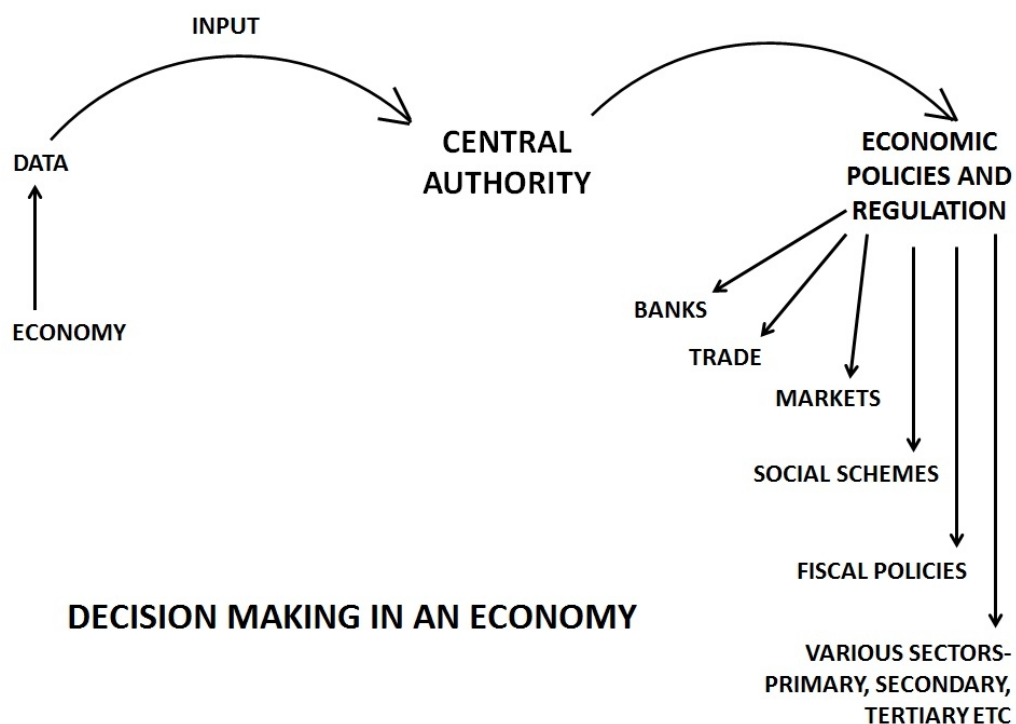 INPUT
DATA
CENTRAL
AUTHORITY
ECONOMY
ECONOMIC
POLICIES AND
REGULATION
BANKS
TRADE
MARKETS
SOCIAL SCHEMES
FISCAL POLICIES
VARIOUS SECTORS-
PRIMARY, SECONDARY,
TERTIARY ETC
DECISION MAKING IN AN ECONOMY